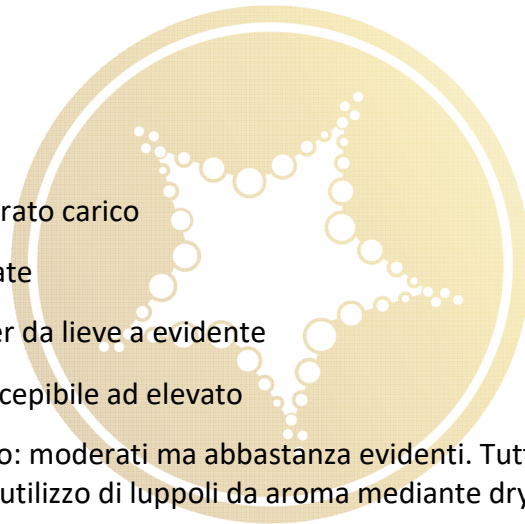 rato carico
ate
er da lieve a evidente
cepibile ad elevato
o: moderati ma abbastanza evidenti. Tut
utilizzo di luppoli da aroma mediante dry